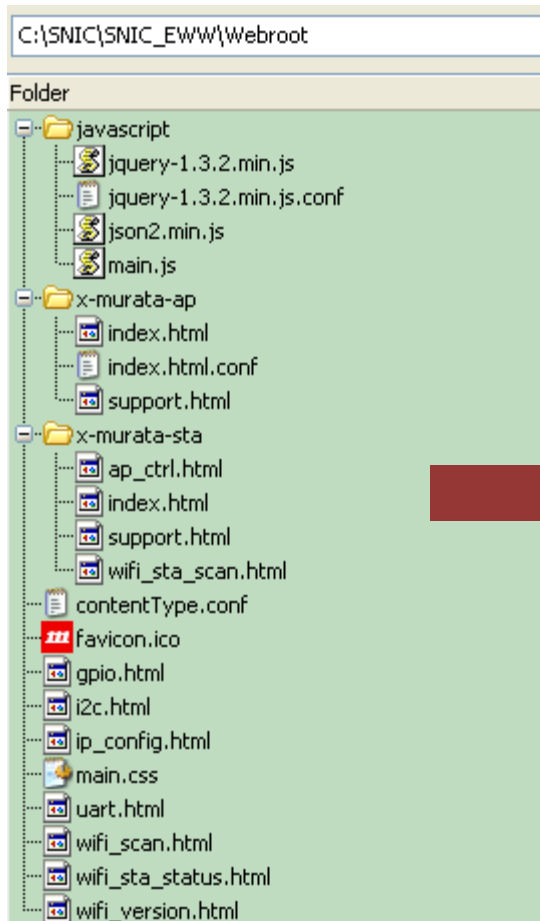 C:\SNIC\SNIC_EWW\Webroot
Folder
javascript
jquery-1.3.2.min.js
jquery-1.3.2.min.js.conf
json2.min.js
main.js
x-murata-ap
index.html
index.html.conf
support.html
x-murata-sta
ap_ctrl.html
index.html
support.html
wifi_sta_scan.html
contentType.conf
m favicon.ico
gpio.html
i2c.html
ip_config.html
main.css
uart.html
wifi_scan.html
wifi_sta_status.html
wifi_version.html